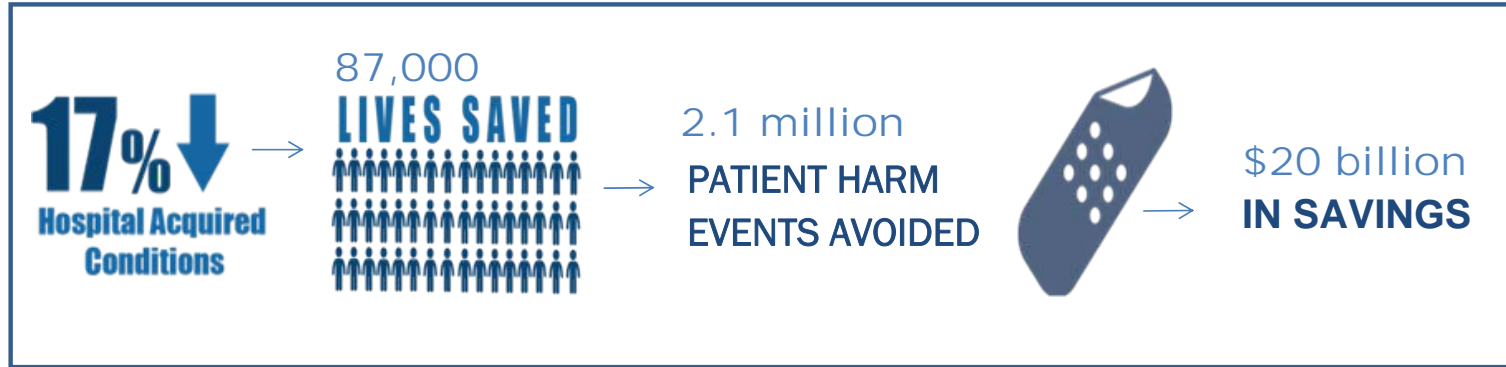 17%
Hospital Acquired
Conditions
87,000
LIVES SAVED
2.1 million
PATIENT HARM
EVENTS AVOIDED
$20 billion
IN SAVINGS